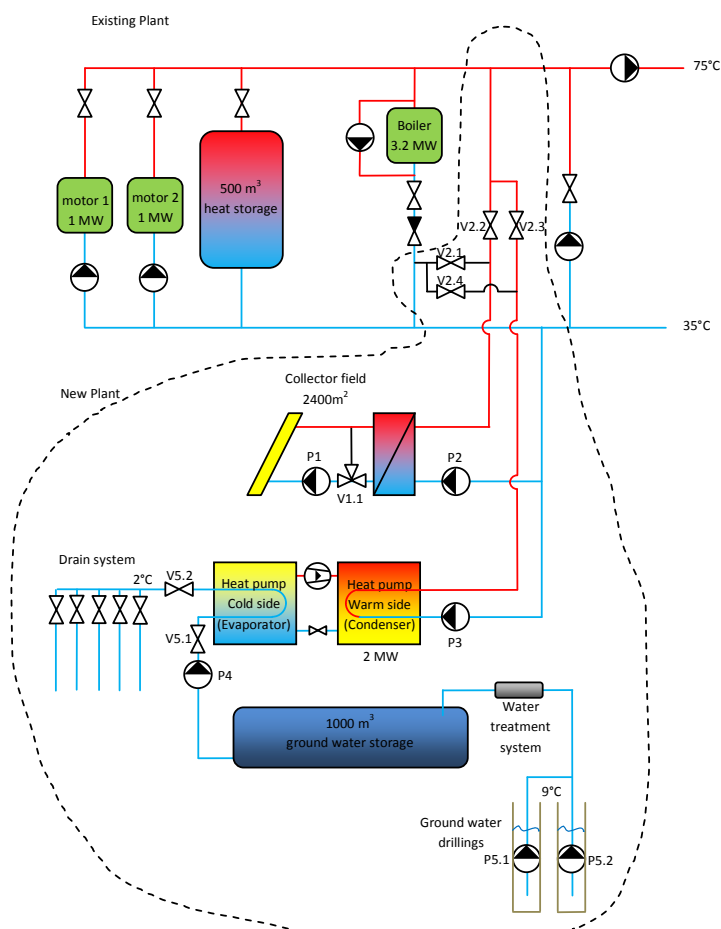 Existing Plant
75°C
Boiler
3.2 MW
500 m³
heat storage
motor 1
1 MW
motor 2
1 MW
V2.2
V2.3
V2.1
V2.4
35°C
New Plant
Collector field
2400m²
P1
P2
V1.1
Drain system
2°C
V5.2
Heat pump
Cold side
(Evaporator)
Heat pump
Warm side
(Condenser)
V5.1
P3
2 MW
P4
1000 m³
ground water storage
Water
treatment
system
9°C
Ground water
drillings
P5.1
P5.2